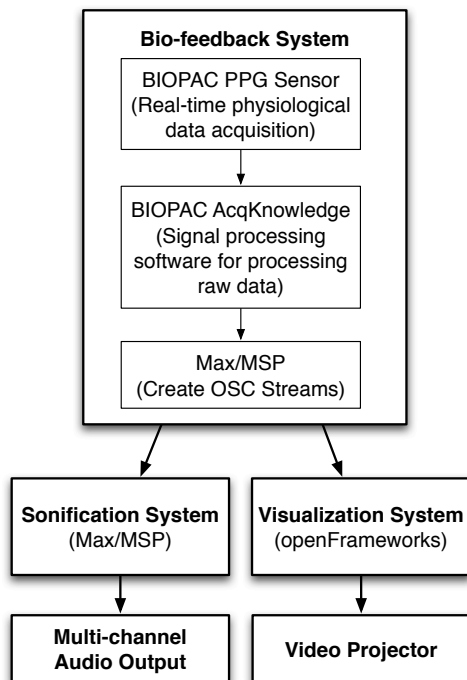 Bio-feedback System
BIOPAC PPG Sensor
(Real-time physiological
data acquisition)
BIOPAC AcqKnowledge
(Signal processing
software for processing
raw data)
Max/MSP
(Create OSC Streams)
Sonification System
(Max/MSP)
Visualization System
(openFrameworks)
Multi-channel
Audio Output
Video Projector